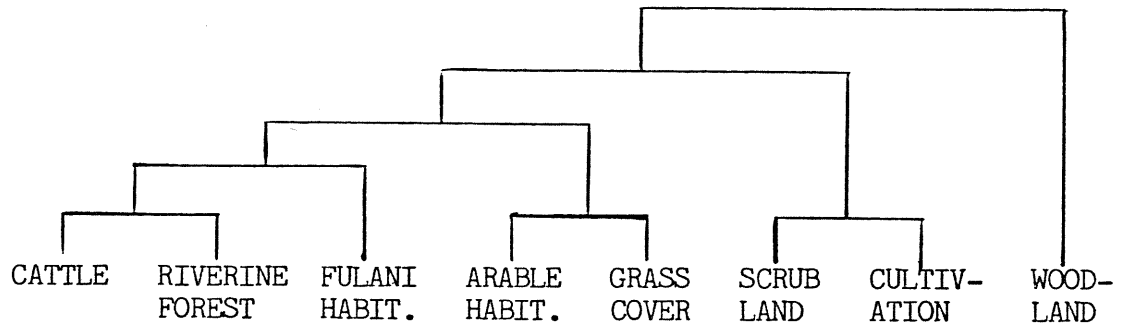 CATTLE RIVERINE FULANI ARABLE GRASS SCRUB CULTIV- WOOD-
FOREST HABIT. HABIT. COVER LAND ATION LAND